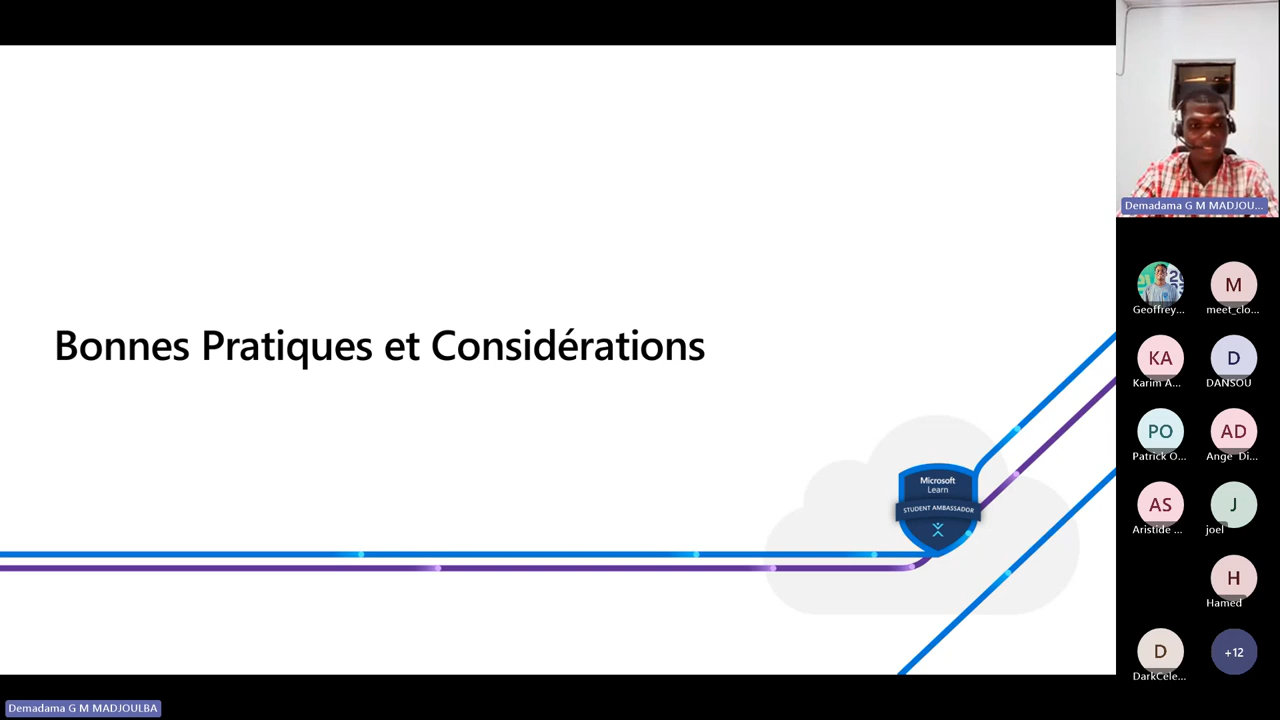 Bonnes Pratiques et Considérations
Microsoft
Learn
STUDENT AMBASSADOR
Demadama G M MADJOU...
Geoffrey...
M
meet_clo...
KA
Karim A...
D
DANSOU
PO
Patrick O...
AD
Ange Di...
AS
Aristide ...
J
joel
H
Hamed
D
DarkCele...
+12
Demadama G M MADJOULBA